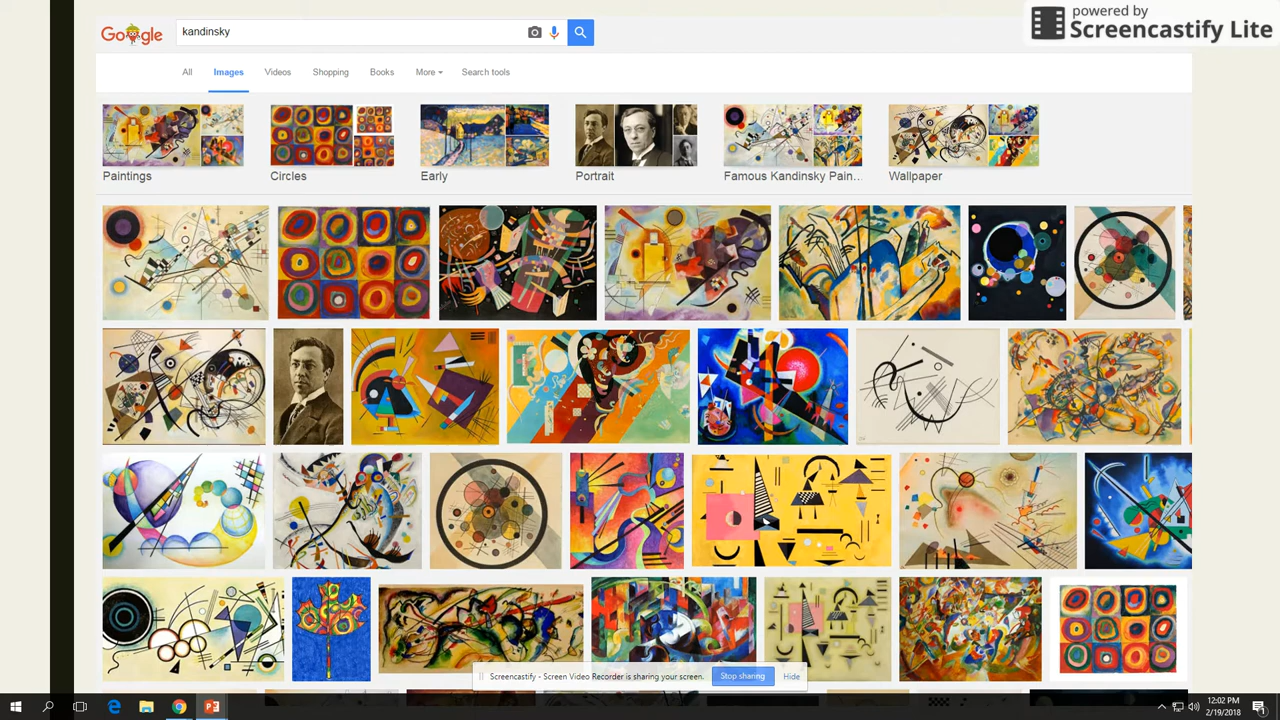 powered by
Screencastify Lite
Google
kandinsky
All Images Videos Shopping Books More Search tools
Paintings Circles Early Portrait Famous Kandinsky Pain... Wallpaper
Screencastify - Screen Video Recorder is sharing your screen. Stop sharing Hide
12:02 PM
2/19/2018
1